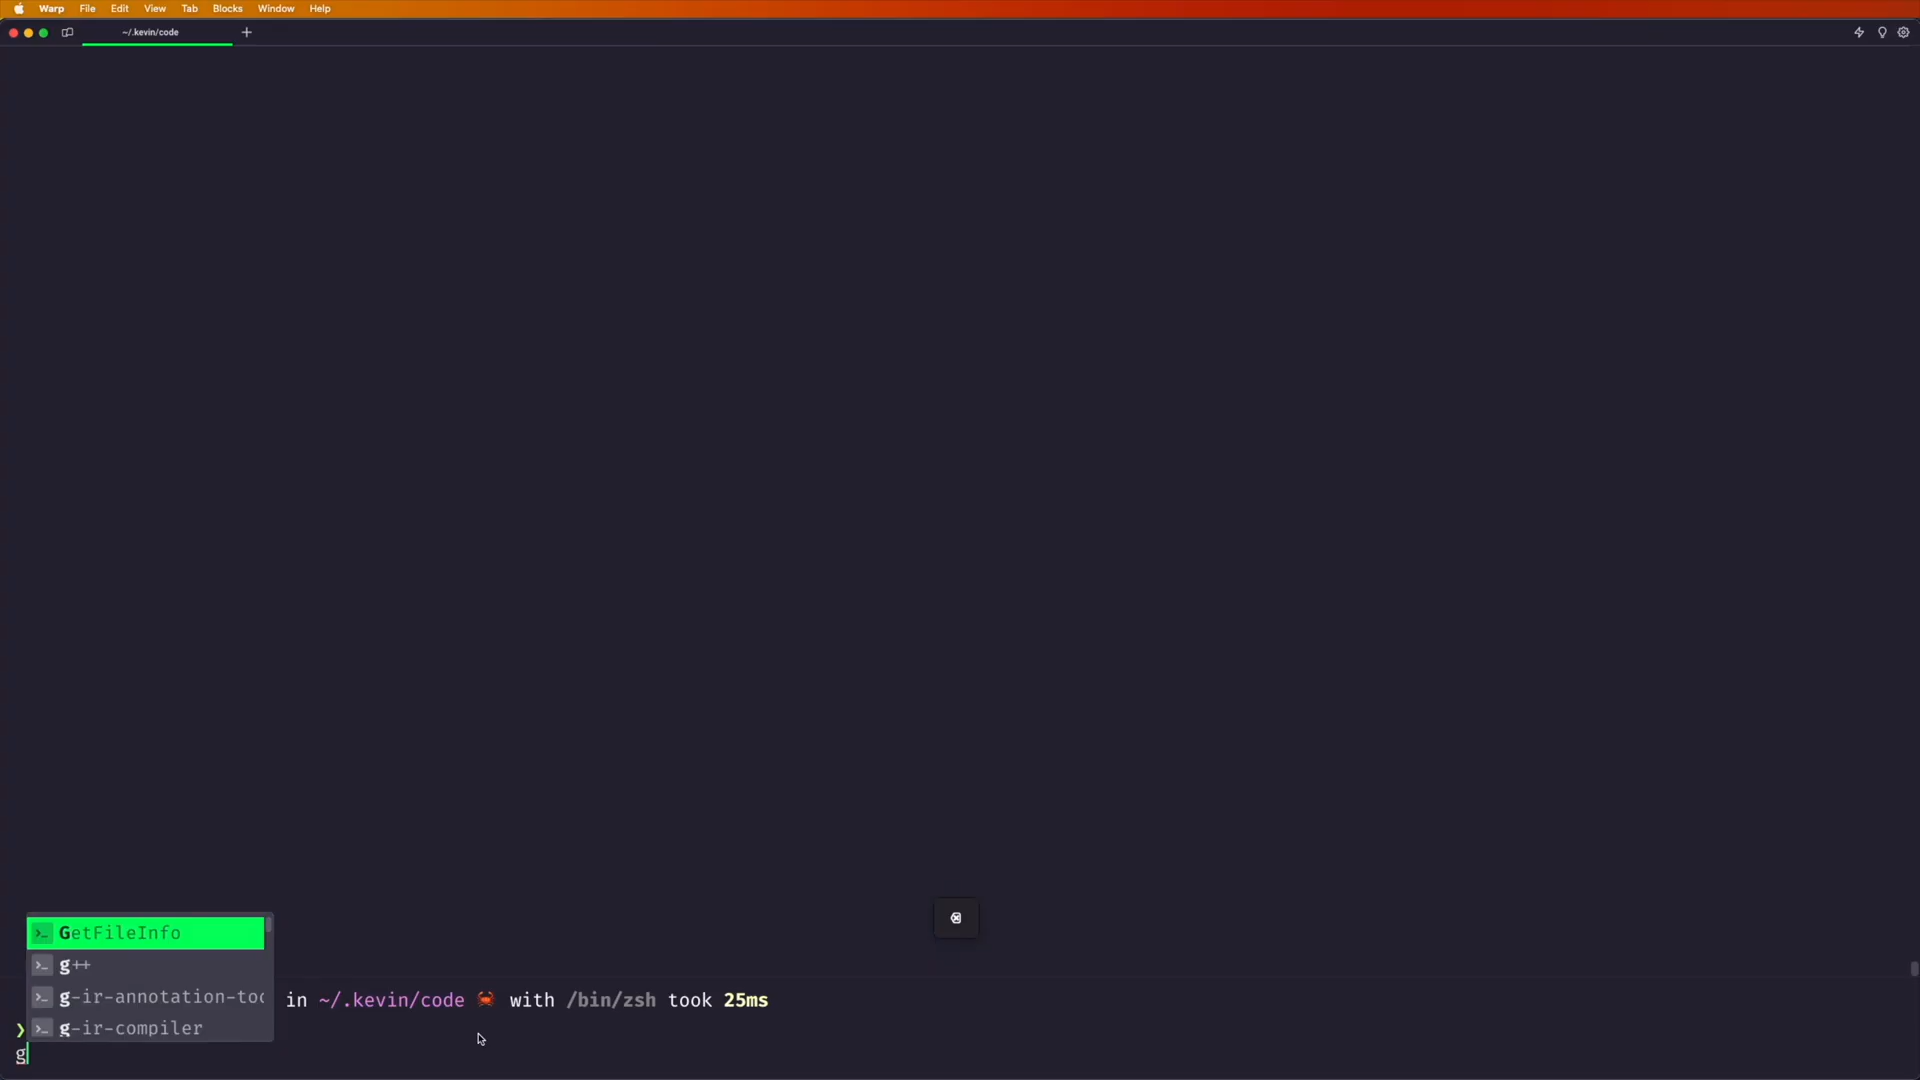 Warp File Edit View Tab Blocks Window Help
~/.kevin/code +
GetFileInfo
g++
g-ir-annotation-too
g-ir-compiler
in ~/.kevin/code 🦀 with /bin/zsh took 25ms
❯
g